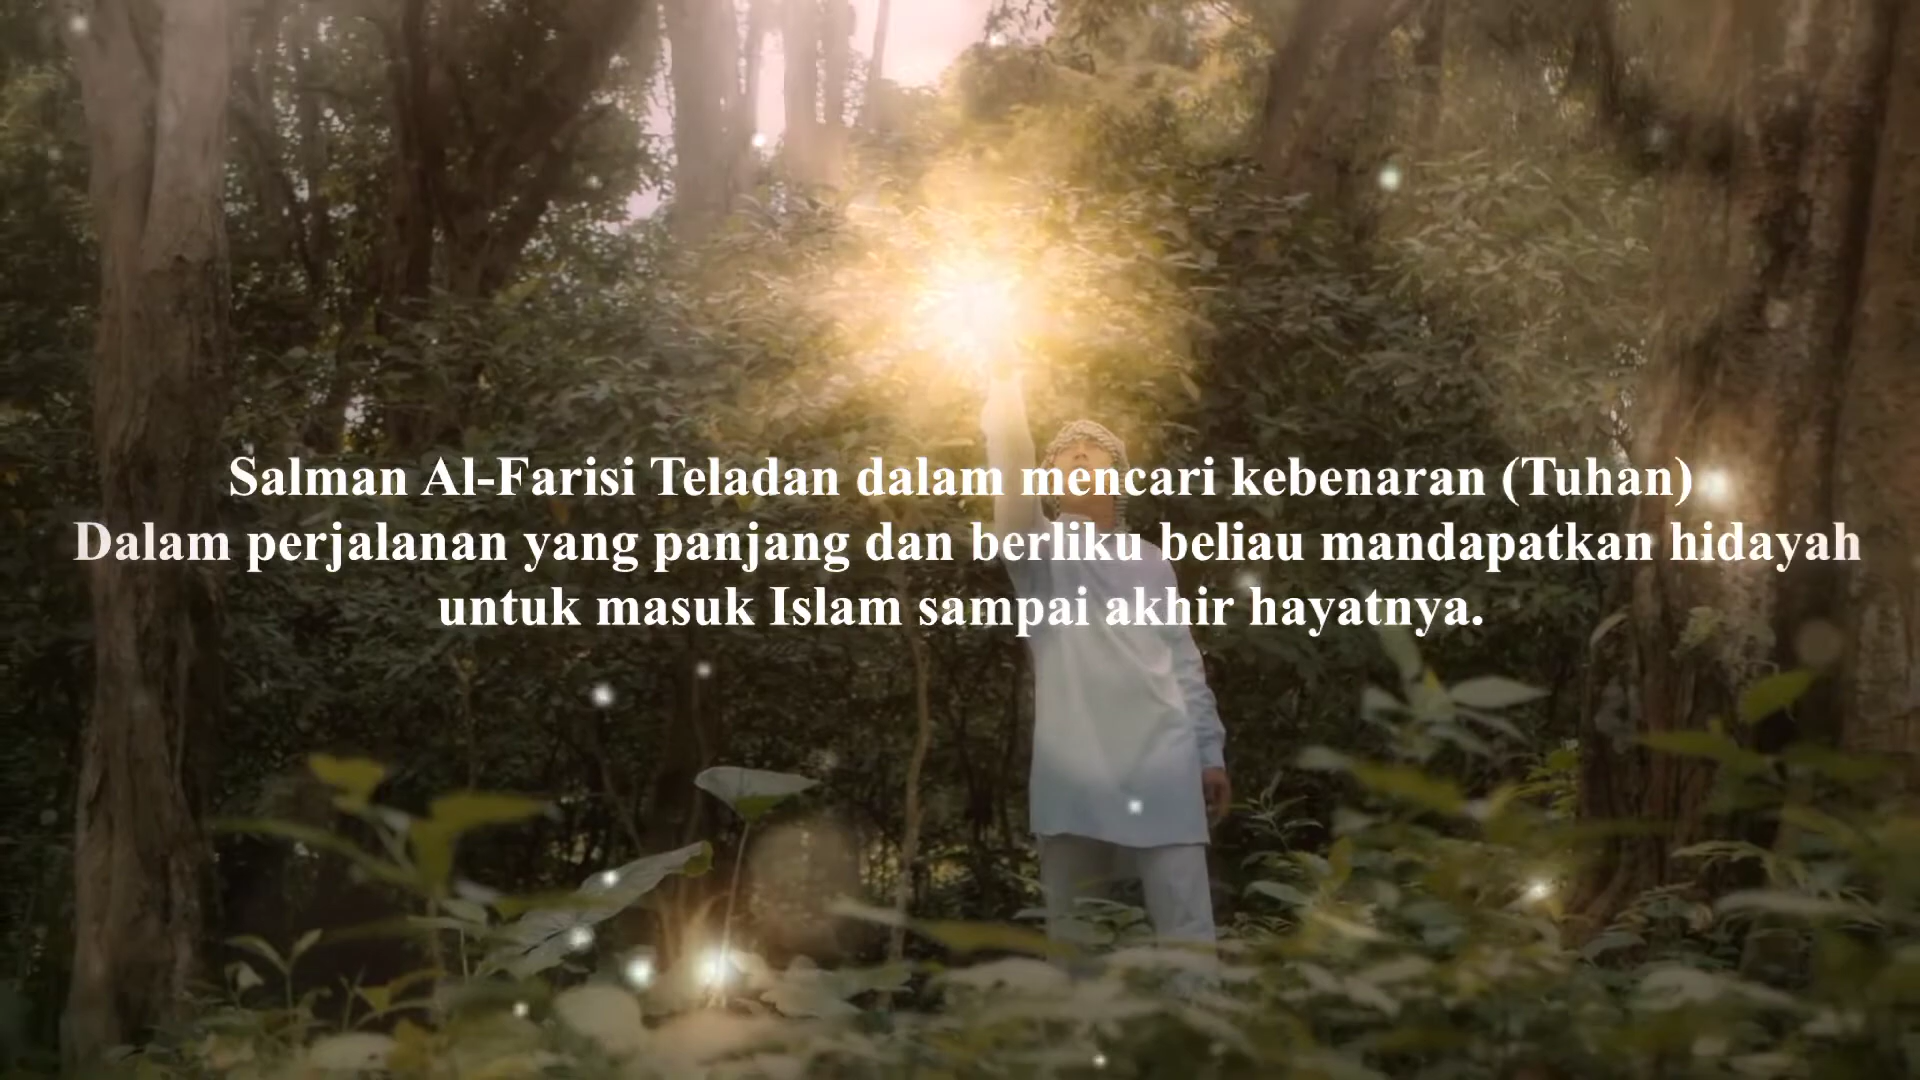 Salman Al-Farisi Teladan dalam mencari kebenaran (Tuhan)
Dalam perjalanan yang panjang dan berliku beliau mandapatkan hidayah
untuk masuk Islam sampai akhir hayatnya.